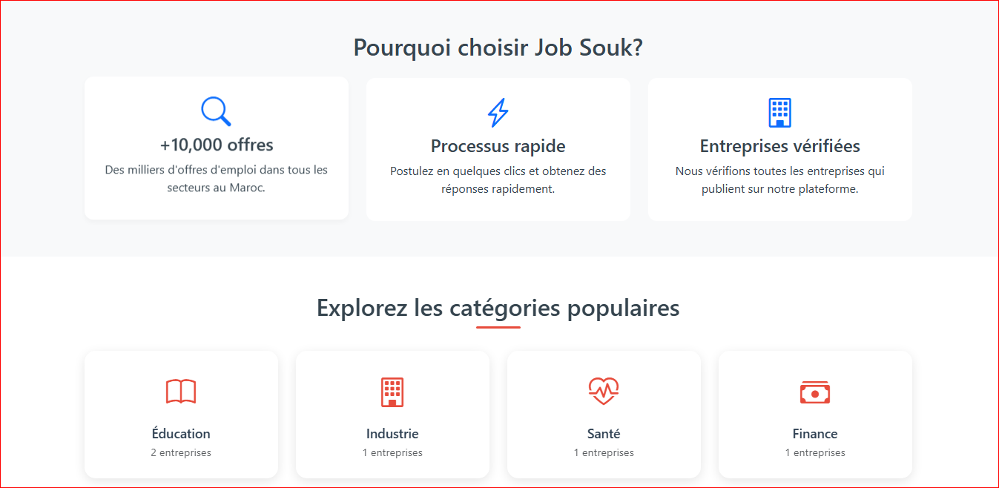 Pourquoi choisir Job Souk?
+10,000 offres
Des milliers d'offres d'emploi dans tous les
secteurs au Maroc.
Processus rapide
Postulez en quelques clics et obtenez des
réponses rapidement.
Entreprises vérifiées
Nous vérifions toutes les entreprises qui
publient sur notre plateforme.
Explorez les catégories populaires
Éducation
2 entreprises
Industrie
1 entreprises
Santé
1 entreprises
Finance
1 entreprises